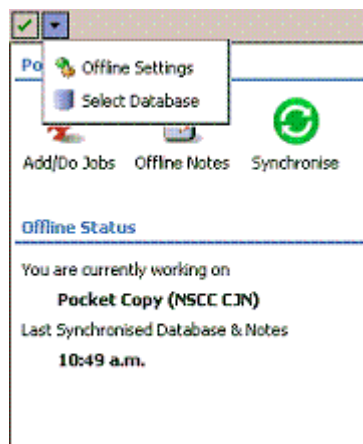 Po
Offline Settings
Select Database
Add/Do Jobs Offline Notes Synchronise
Offline Status
You are currently working on
Pocket Copy (NSCC CJN)
Last Synchronised Database & Notes
10:49 a.m.